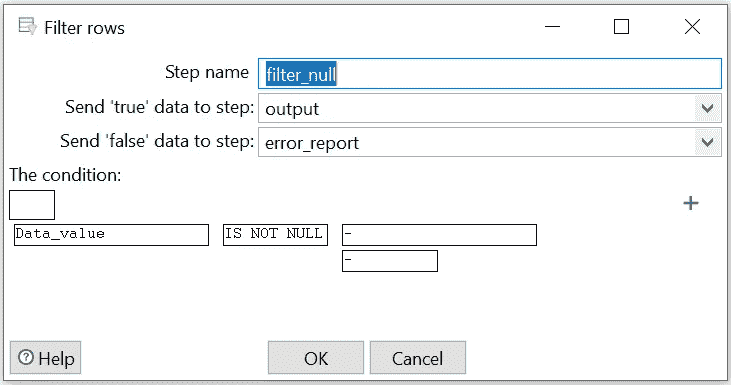 Filter rows
Step name filter_null
Send 'true' data to step: output
Send 'false' data to step: error_report
The condition:
+
Data_value IS NOT NULL -
-
? Help OK Cancel